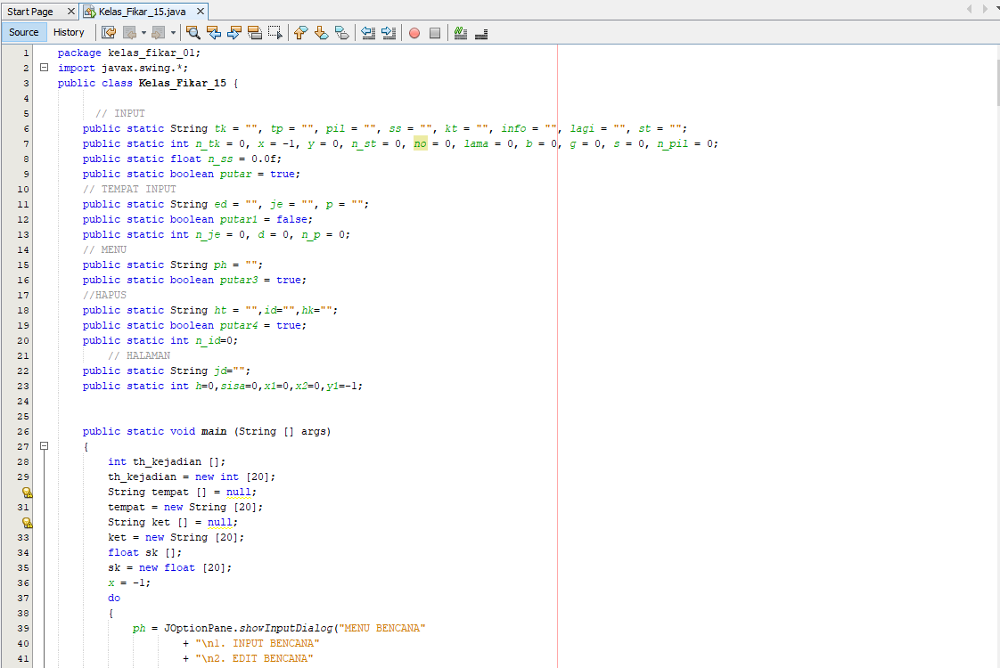 Start Page
Kelas_Fikar_15.java
Source History
1 package kelas_fikar_01;
2 import javax.swing.*;
3 public class Kelas_Fikar_15 {
4
5 // INPUT
6 public static String tk = "", tp = "", pil = "", ss = "", kt = "", info = "", lagi = "", st = "";
7 public static int n_tk = 0, x = -1, y = 0, n_st = 0, no = 0, lama = 0, b = 0, g = 0, s = 0, n_pil = 0;
8 public static float n_ss = 0.0f;
9 public static boolean putar = true;
10 // TEMPAT INPUT
11 public static String ed = "", je = "", p = "";
12 public static boolean putar1 = false;
13 public static int n_je = 0, d = 0, n_p = 0;
14 // MENU
15 public static String ph = "";
16 public static boolean putar3 = true;
17 //HAPUS
18 public static String ht = "",id="",hk="";
19 public static boolean putar4 = true;
20 public static int n_id=0;
21 // HALAMAN
22 public static String jd="";
23 public static int h=0,sisa=0,x1=0,x2=0,y1=-1;
24
25
26 public static void main (String [] args)
27 {
28 int th_kejadian [];
29 th_kejadian = new int [20];
String tempat [] = null;
31 tempat = new String [20];
String ket [] = null;
33 ket = new String [20];
34 float sk [];
35 sk = new float [20];
36 x = -1;
37 do
38 {
39 ph = JOptionPane.showInputDialog("MENU BENCANA"
40 + "\n1. INPUT BENCANA"
41 + "\n2. EDIT BENCANA"